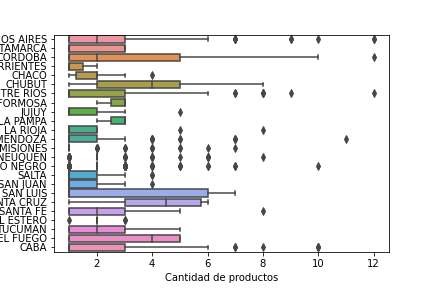 OS AIRES
TAMARCA
CORDOBA
RRIENTES
CHACO
CHUBUT
TRE RIOS
FORMOSA
JUJUY
LA PAMPA
LA RIOJA
MENDOZA
MISIONES
NEUQUEN
O NEGRO
SALTA
SAN JUAN
SAN LUIS
NTA CRUZ
SANTA FE
L ESTERO
TUCUMAN
EL FUEGO
CABA
2 4 6 8 10 12
Cantidad de productos